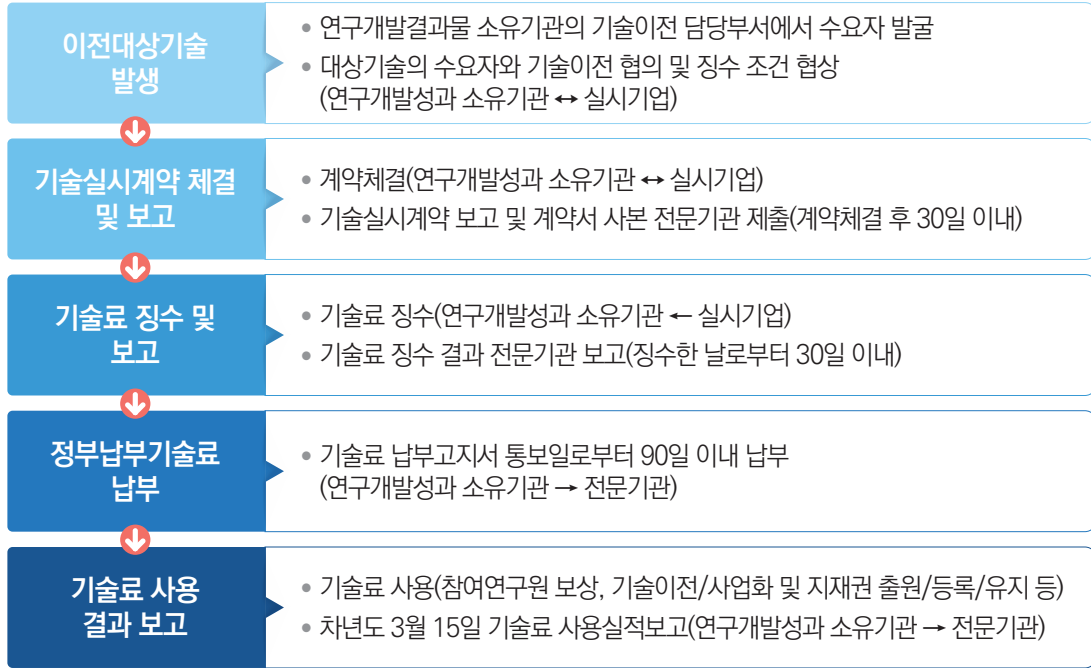 이전대상기술
발생
• 연구개발결과물 소유기관의 기술이전 담당부서에서 수요자 발굴
• 대상기술의 수요자와 기술이전 협의 및 징수 조건 협상
(연구개발성과 소유기관 ↔ 실시기업)
기술실시계약 체결
및 보고
• 계약체결(연구개발성과 소유기관 ↔ 실시기업)
• 기술실시계약 보고 및 계약서 사본 전문기관 제출(계약체결 후 30일 이내)
기술료 징수 및
보고
• 기술료 징수(연구개발성과 소유기관 ← 실시기업)
• 기술료 징수 결과 전문기관 보고(징수한 날로부터 30일 이내)
정부납부기술료
납부
• 기술료 납부고지서 통보일로부터 90일 이내 납부
(연구개발성과 소유기관 → 전문기관)
기술료 사용
결과 보고
• 기술료 사용(참여연구원 보상, 기술이전/사업화 및 지재권 출원/등록/유지 등)
• 차년도 3월 15일 기술료 사용실적보고(연구개발성과 소유기관 → 전문기관)